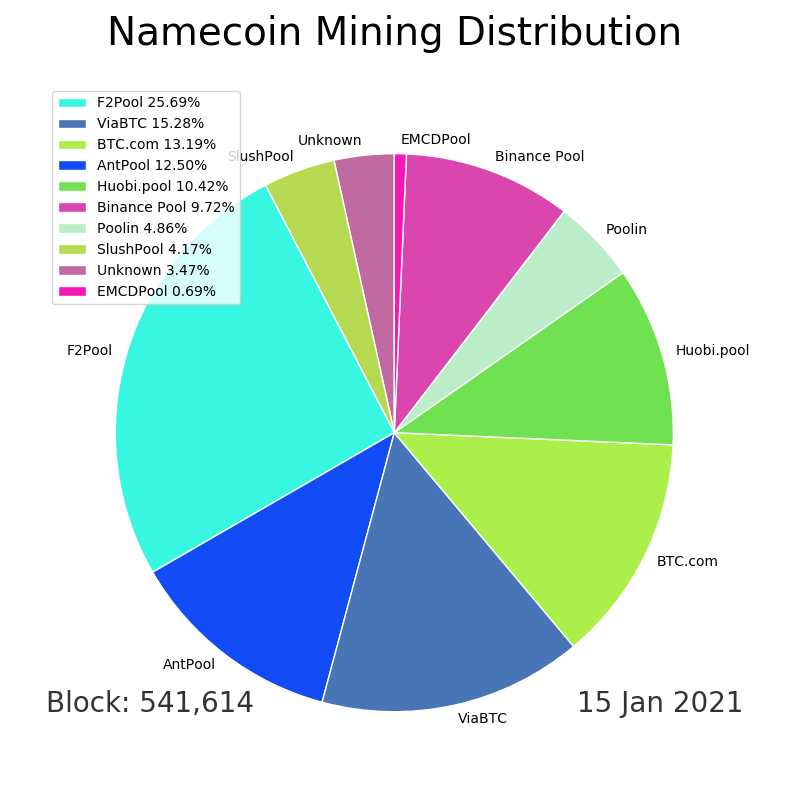 Namecoin Mining Distribution
F2Pool 25.69%
ViaBTC 15.28%
BTC.com 13.19%
AntPool 12.50%
Huobi.pool 10.42%
Binance Pool 9.72%
Poolin 4.86%
SlushPool 4.17%
Unknown 3.47%
EMCDPool 0.69%
Unknown
EMCDPool
SlushPool
Binance Pool
Poolin
F2Pool
Huobi.pool
BTC.com
AntPool
ViaBTC
Block: 541,614
15 Jan 2021